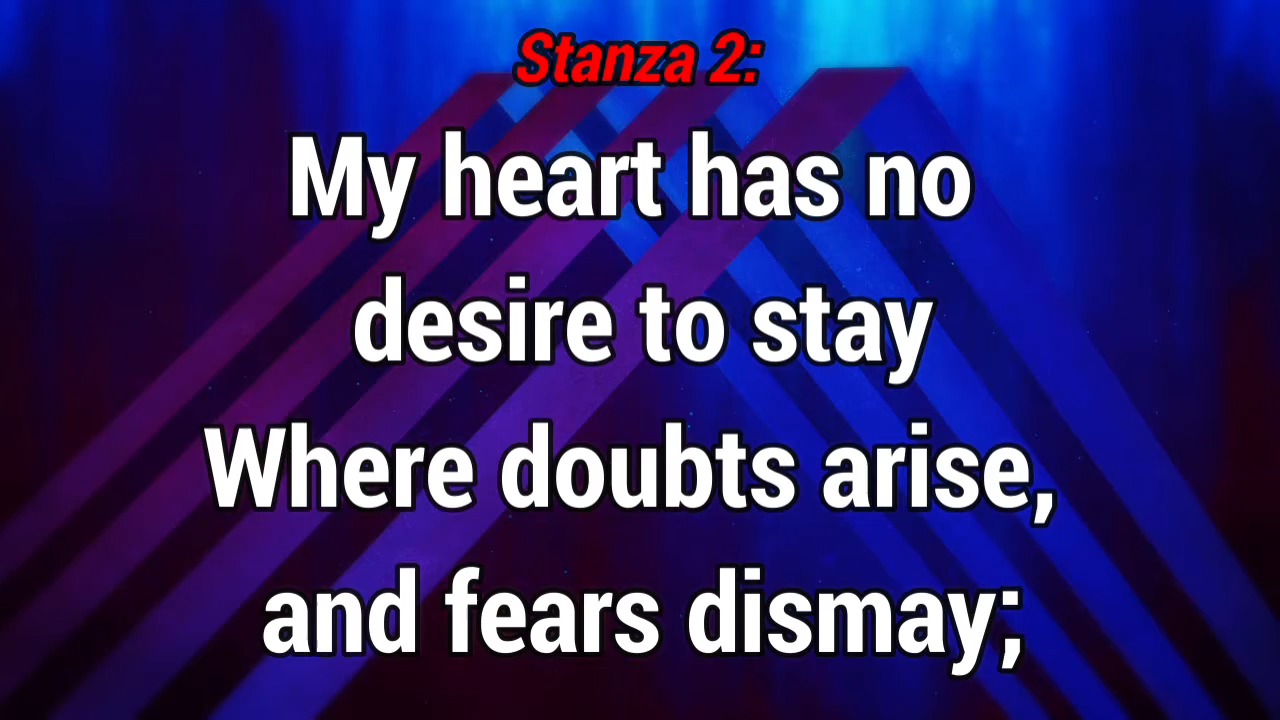 Stanza 2:
My heart has no
desire to stay
Where doubts arise,
and fears dismay;